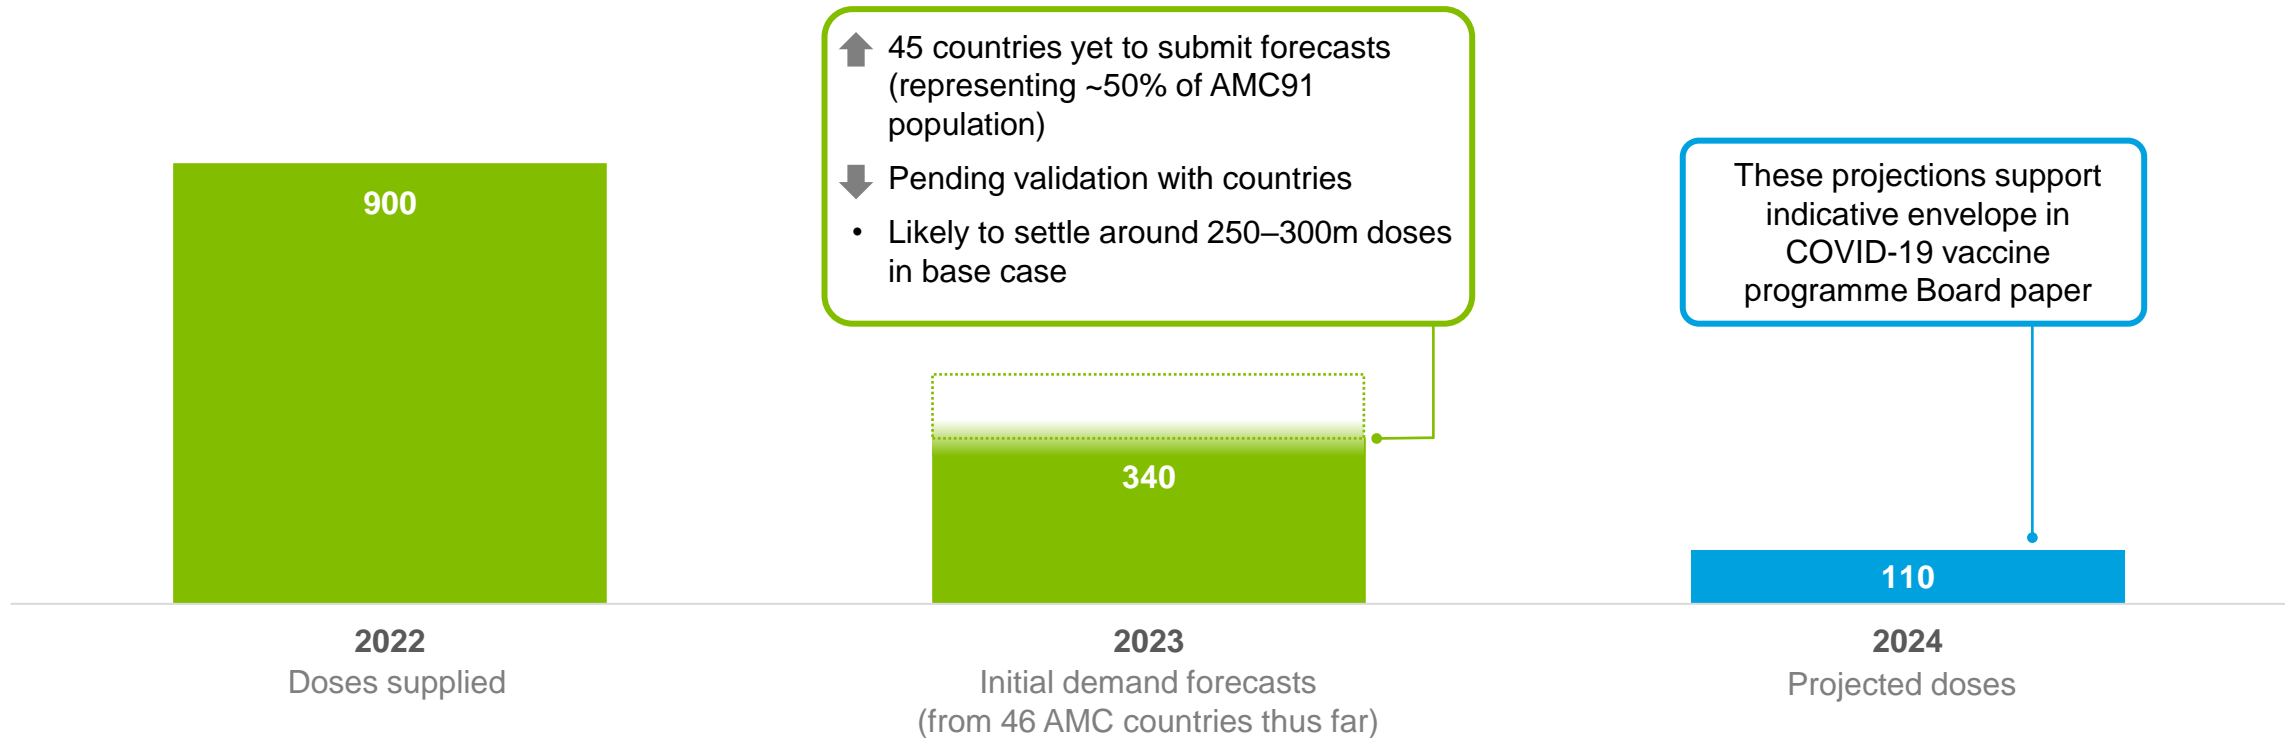 45 countries yet to submit forecasts
(representing ~50% of AMC91
population)
Pending validation with countries
• Likely to settle around 250–300m doses
in base case
These projections support
indicative envelope in
COVID-19 vaccine
programme Board paper
900
340
110
2022
Doses supplied
2023
Initial demand forecasts
(from 46 AMC countries thus far)
2024
Projected doses